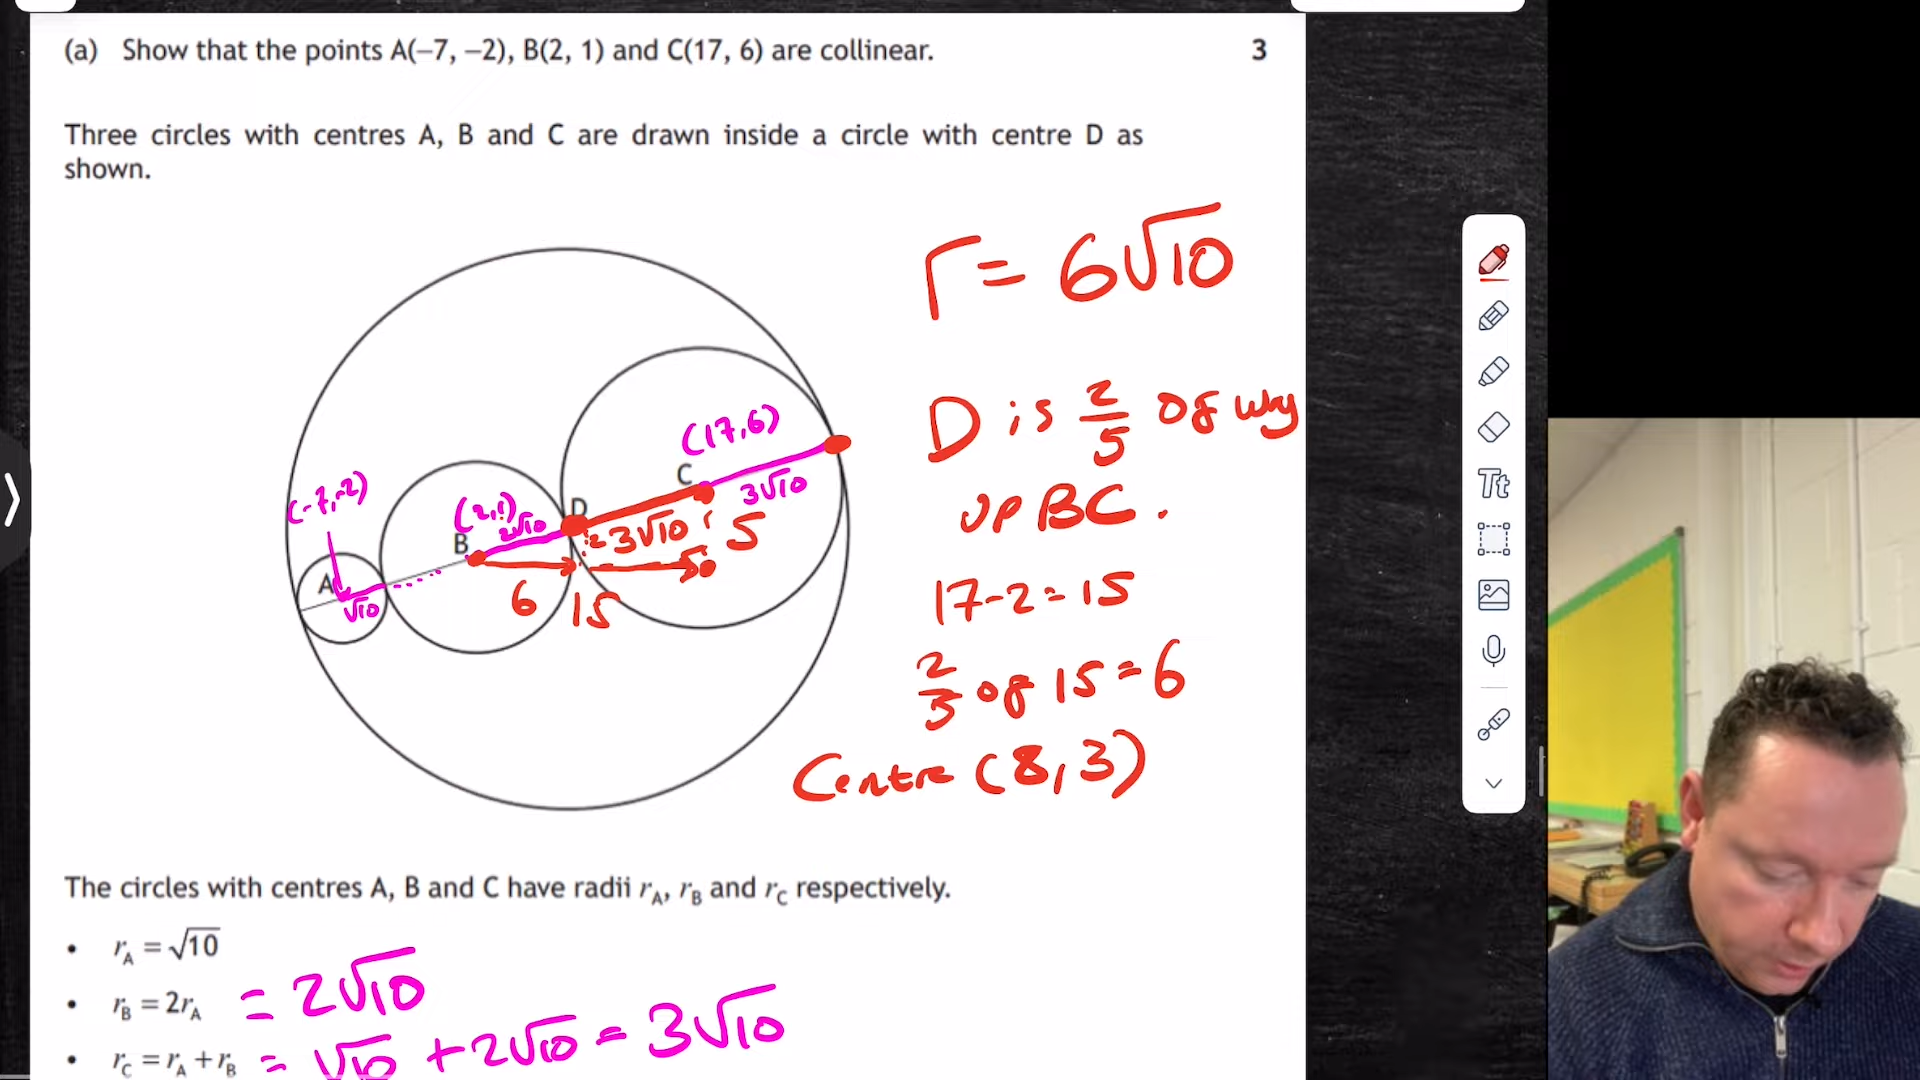 (a) Show that the points A(−7, −2), B(2, 1) and C(17, 6) are collinear. 3
Three circles with centres A, B and C are drawn inside a circle with centre D as
shown.
r = 6√10
D is 2/5 of way
up BC.
17-2=15
2/5 of 15=6
Centre (8,3)
(17,6)
C
3√10
(-7,-2)
(2,1)
2√10
D
B
2
3√10
5
A
√10
6
15
The circles with centres A, B and C have radii rA, rB and rC respectively.
• rA = √10
• rB = 2rA = 2√10
• rC = rA + rB = √10 + 2√10 = 3√10
Tt